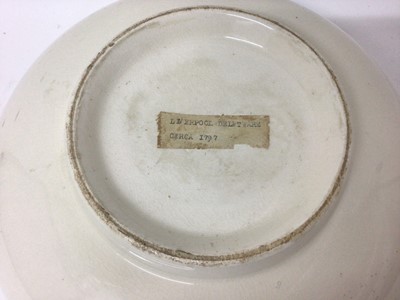 LIVERPOOL DELFTWARE
CIRCA 1797